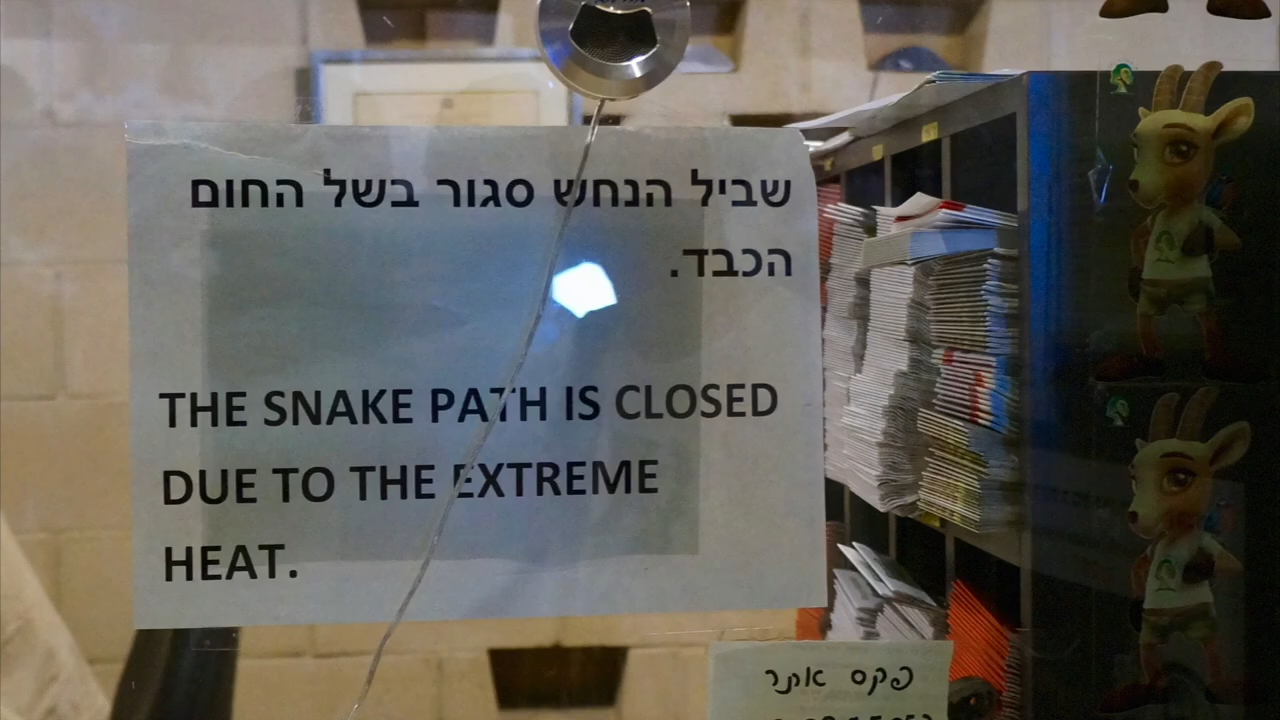 שביל הנחש סגור בשל החום
הכבד.
THE SNAKE PATH IS CLOSED
DUE TO THE EXTREME
HEAT.
פקס אתר